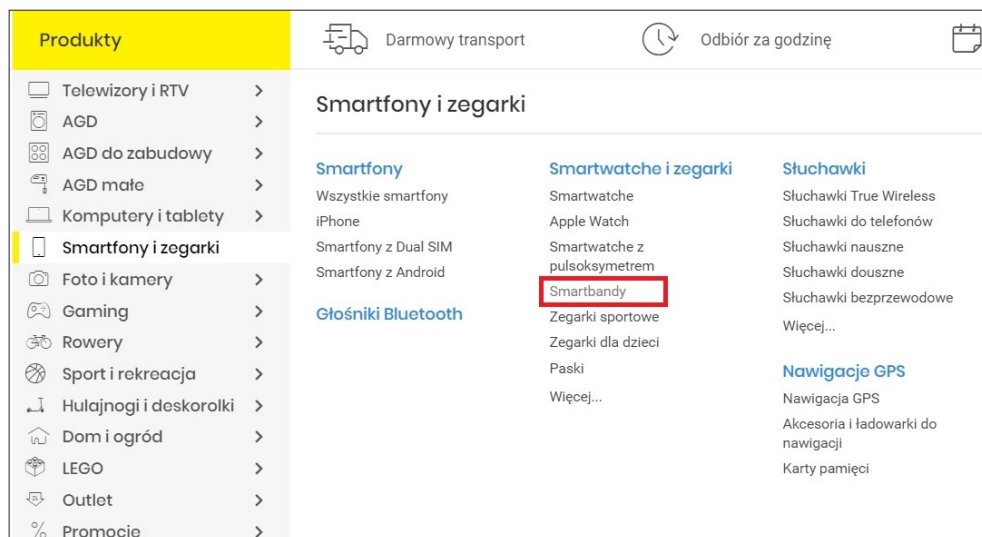 Produkty
Darmowy transport
Odbiór za godzinę
Telewizory i RTV
AGD
AGD do zabudowy
AGD małe
Komputery i tablety
Smartfony i zegarki
Foto i kamery
Gaming
Rowery
Sport i rekreacja
Hulajnogi i deskorolki
Dom i ogród
LEGO
Outlet
Promocje
Smartfony i zegarki
Smartfony
Wszystkie smartfony
iPhone
Smartfony z Dual SIM
Smartfony z Android
Głośniki Bluetooth
Smartwatche i zegarki
Smartwatche
Apple Watch
Smartwatche z
pulsoksymetrem
Smartbandy
Zegarki sportowe
Zegarki dla dzieci
Paski
Więcej...
Słuchawki
Słuchawki True Wireless
Słuchawki do telefonów
Słuchawki nauszne
Słuchawki douszne
Słuchawki bezprzewodowe
Więcej...
Nawigacje GPS
Nawigacja GPS
Akcesoria i ładowarki do
nawigacji
Karty pamięci